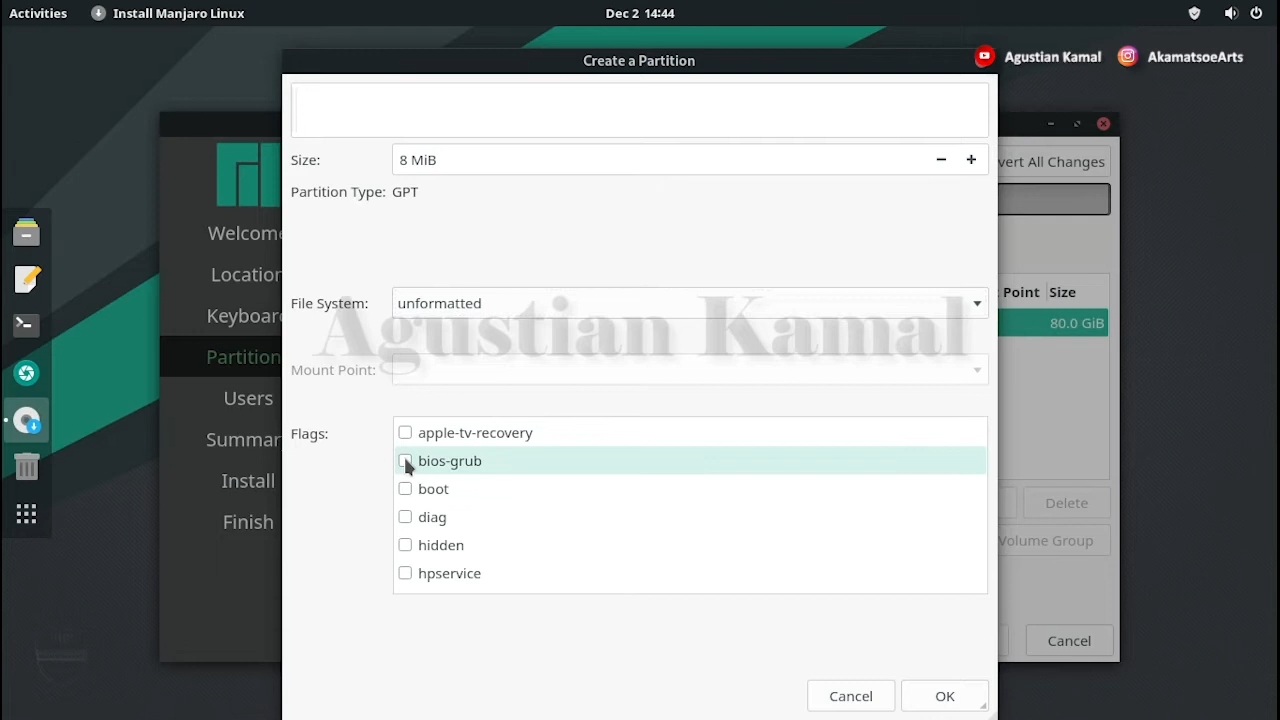 Activities Install Manjaro Linux Dec 2 14:44
Create a Partition
Agustian Kamal AkamatsoeArts
Size: 8 MiB
vert All Changes
Partition Type: GPT
Welcome
Location
Keyboard
Partition
Users
Summar
Install
Finish
File System: unformatted
Point Size
80.0 GiB
Agustian Kamal
Mount Point:
Flags:
apple-tv-recovery
bios-grub
boot
diag
hidden
hpservice
Delete
Volume Group
Cancel
Cancel OK